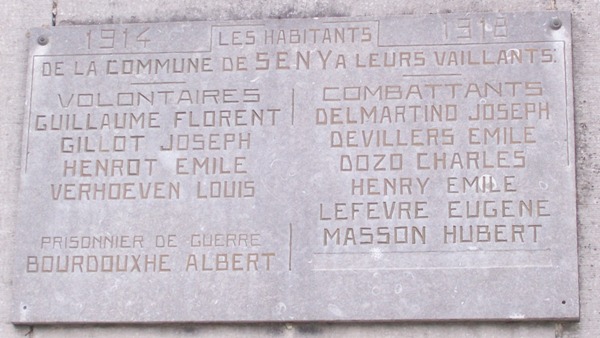 1914 LES HABITANTS 1918
DE LA COMMUNE DE SENY A LEURS VAILLANTS:
VOLONTAIRES
GUILLAUME FLORENT
GILLOT JOSEPH
HENROT EMILE
VERHOEVEN LOUIS
PRISONNIER DE GUERRE
BOURDOUXHE ALBERT
COMBATTANTS
DELMARTINO JOSEPH
DEVILLERS EMILE
DOZO CHARLES
HENRY EMILE
LEFEVRE EUGENE
MASSON HUBERT